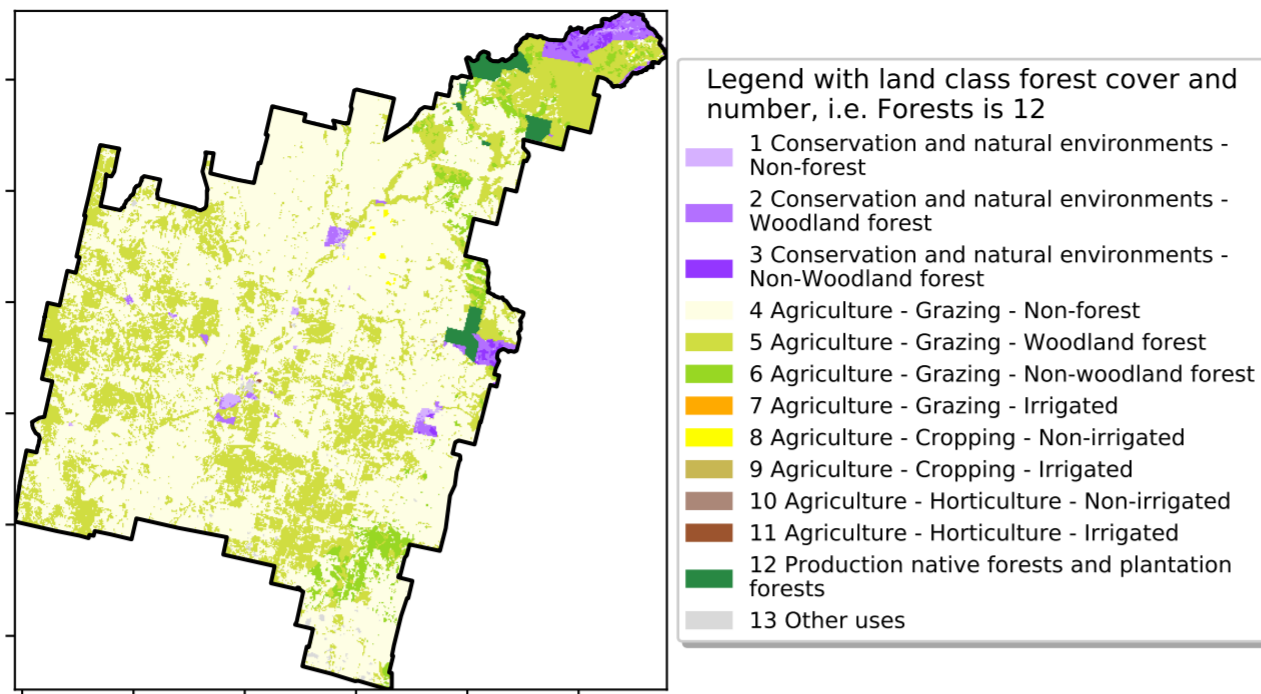 Legend with land class forest cover and
number, i.e. Forests is 12
1 Conservation and natural environments -
Non-forest
2 Conservation and natural environments -
Woodland forest
3 Conservation and natural environments -
Non-Woodland forest
4 Agriculture - Grazing - Non-forest
5 Agriculture - Grazing - Woodland forest
6 Agriculture - Grazing - Non-woodland forest
7 Agriculture - Grazing - Irrigated
8 Agriculture - Cropping - Non-irrigated
9 Agriculture - Cropping - Irrigated
10 Agriculture - Horticulture - Non-irrigated
11 Agriculture - Horticulture - Irrigated
12 Production native forests and plantation
forests
13 Other uses